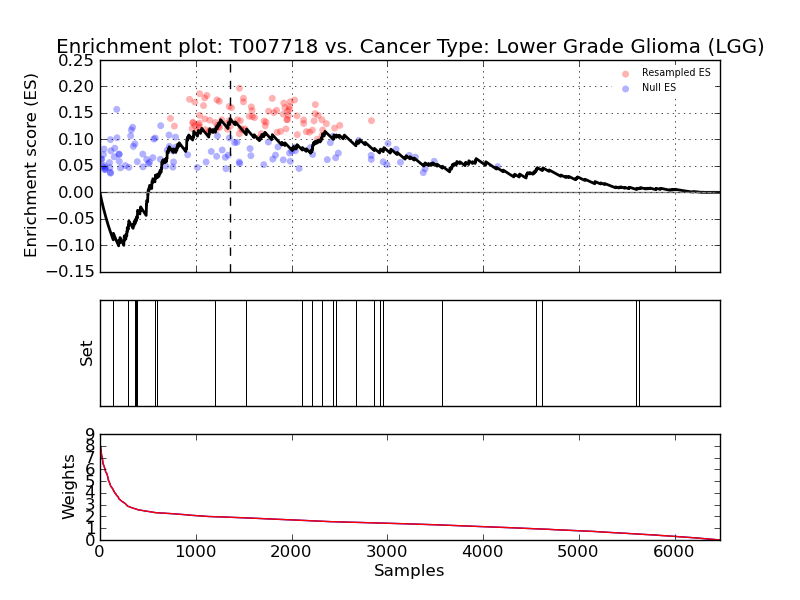 Enrichment plot: T007718 vs. Cancer Type: Lower Grade Glioma (LGG)
Enrichment score (ES)
0.25
0.20
0.15
0.10
0.05
0.00
−0.05
−0.10
−0.15
Resampled ES
Null ES
Set
Weights
9
8
7
6
5
4
3
2
1
0
0 1000 2000 3000 4000 5000 6000
Samples